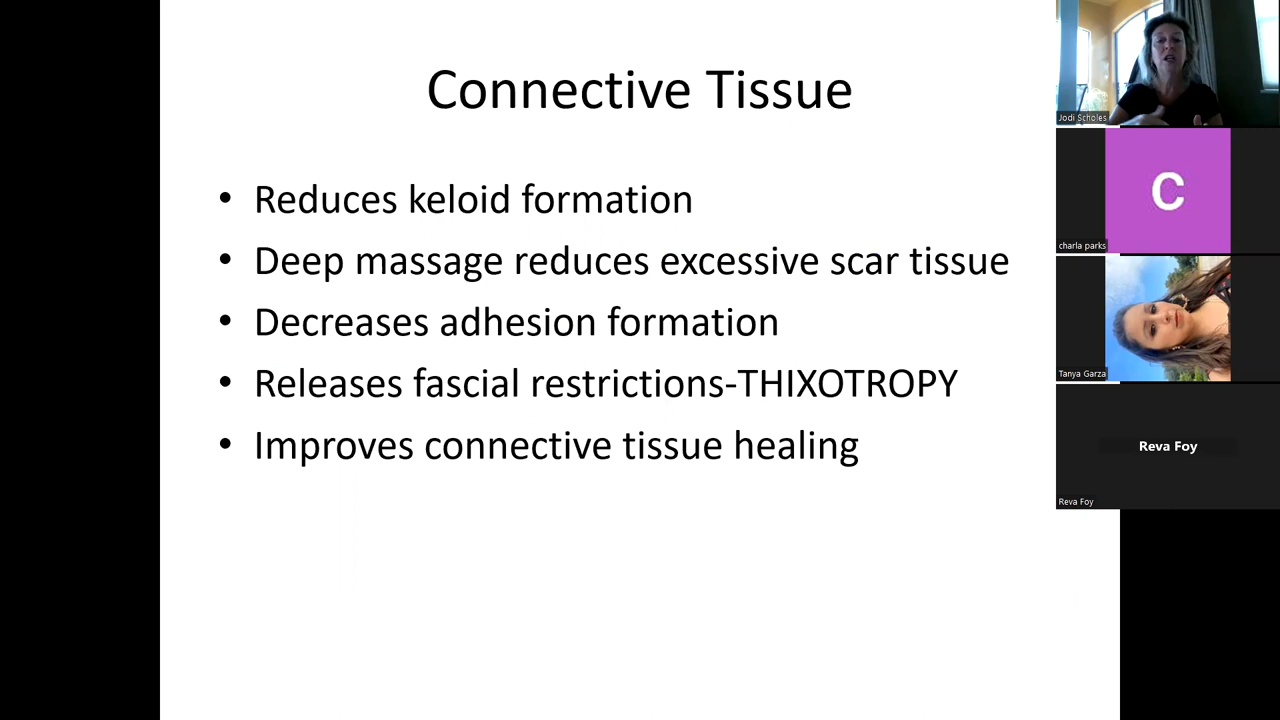 Connective Tissue
• Reduces keloid formation
• Deep massage reduces excessive scar tissue
• Decreases adhesion formation
• Releases fascial restrictions-THIXOTROPY
• Improves connective tissue healing
Jodi Scholes
C
charla parks
Tanya Garza
Reva Foy
Reva Foy